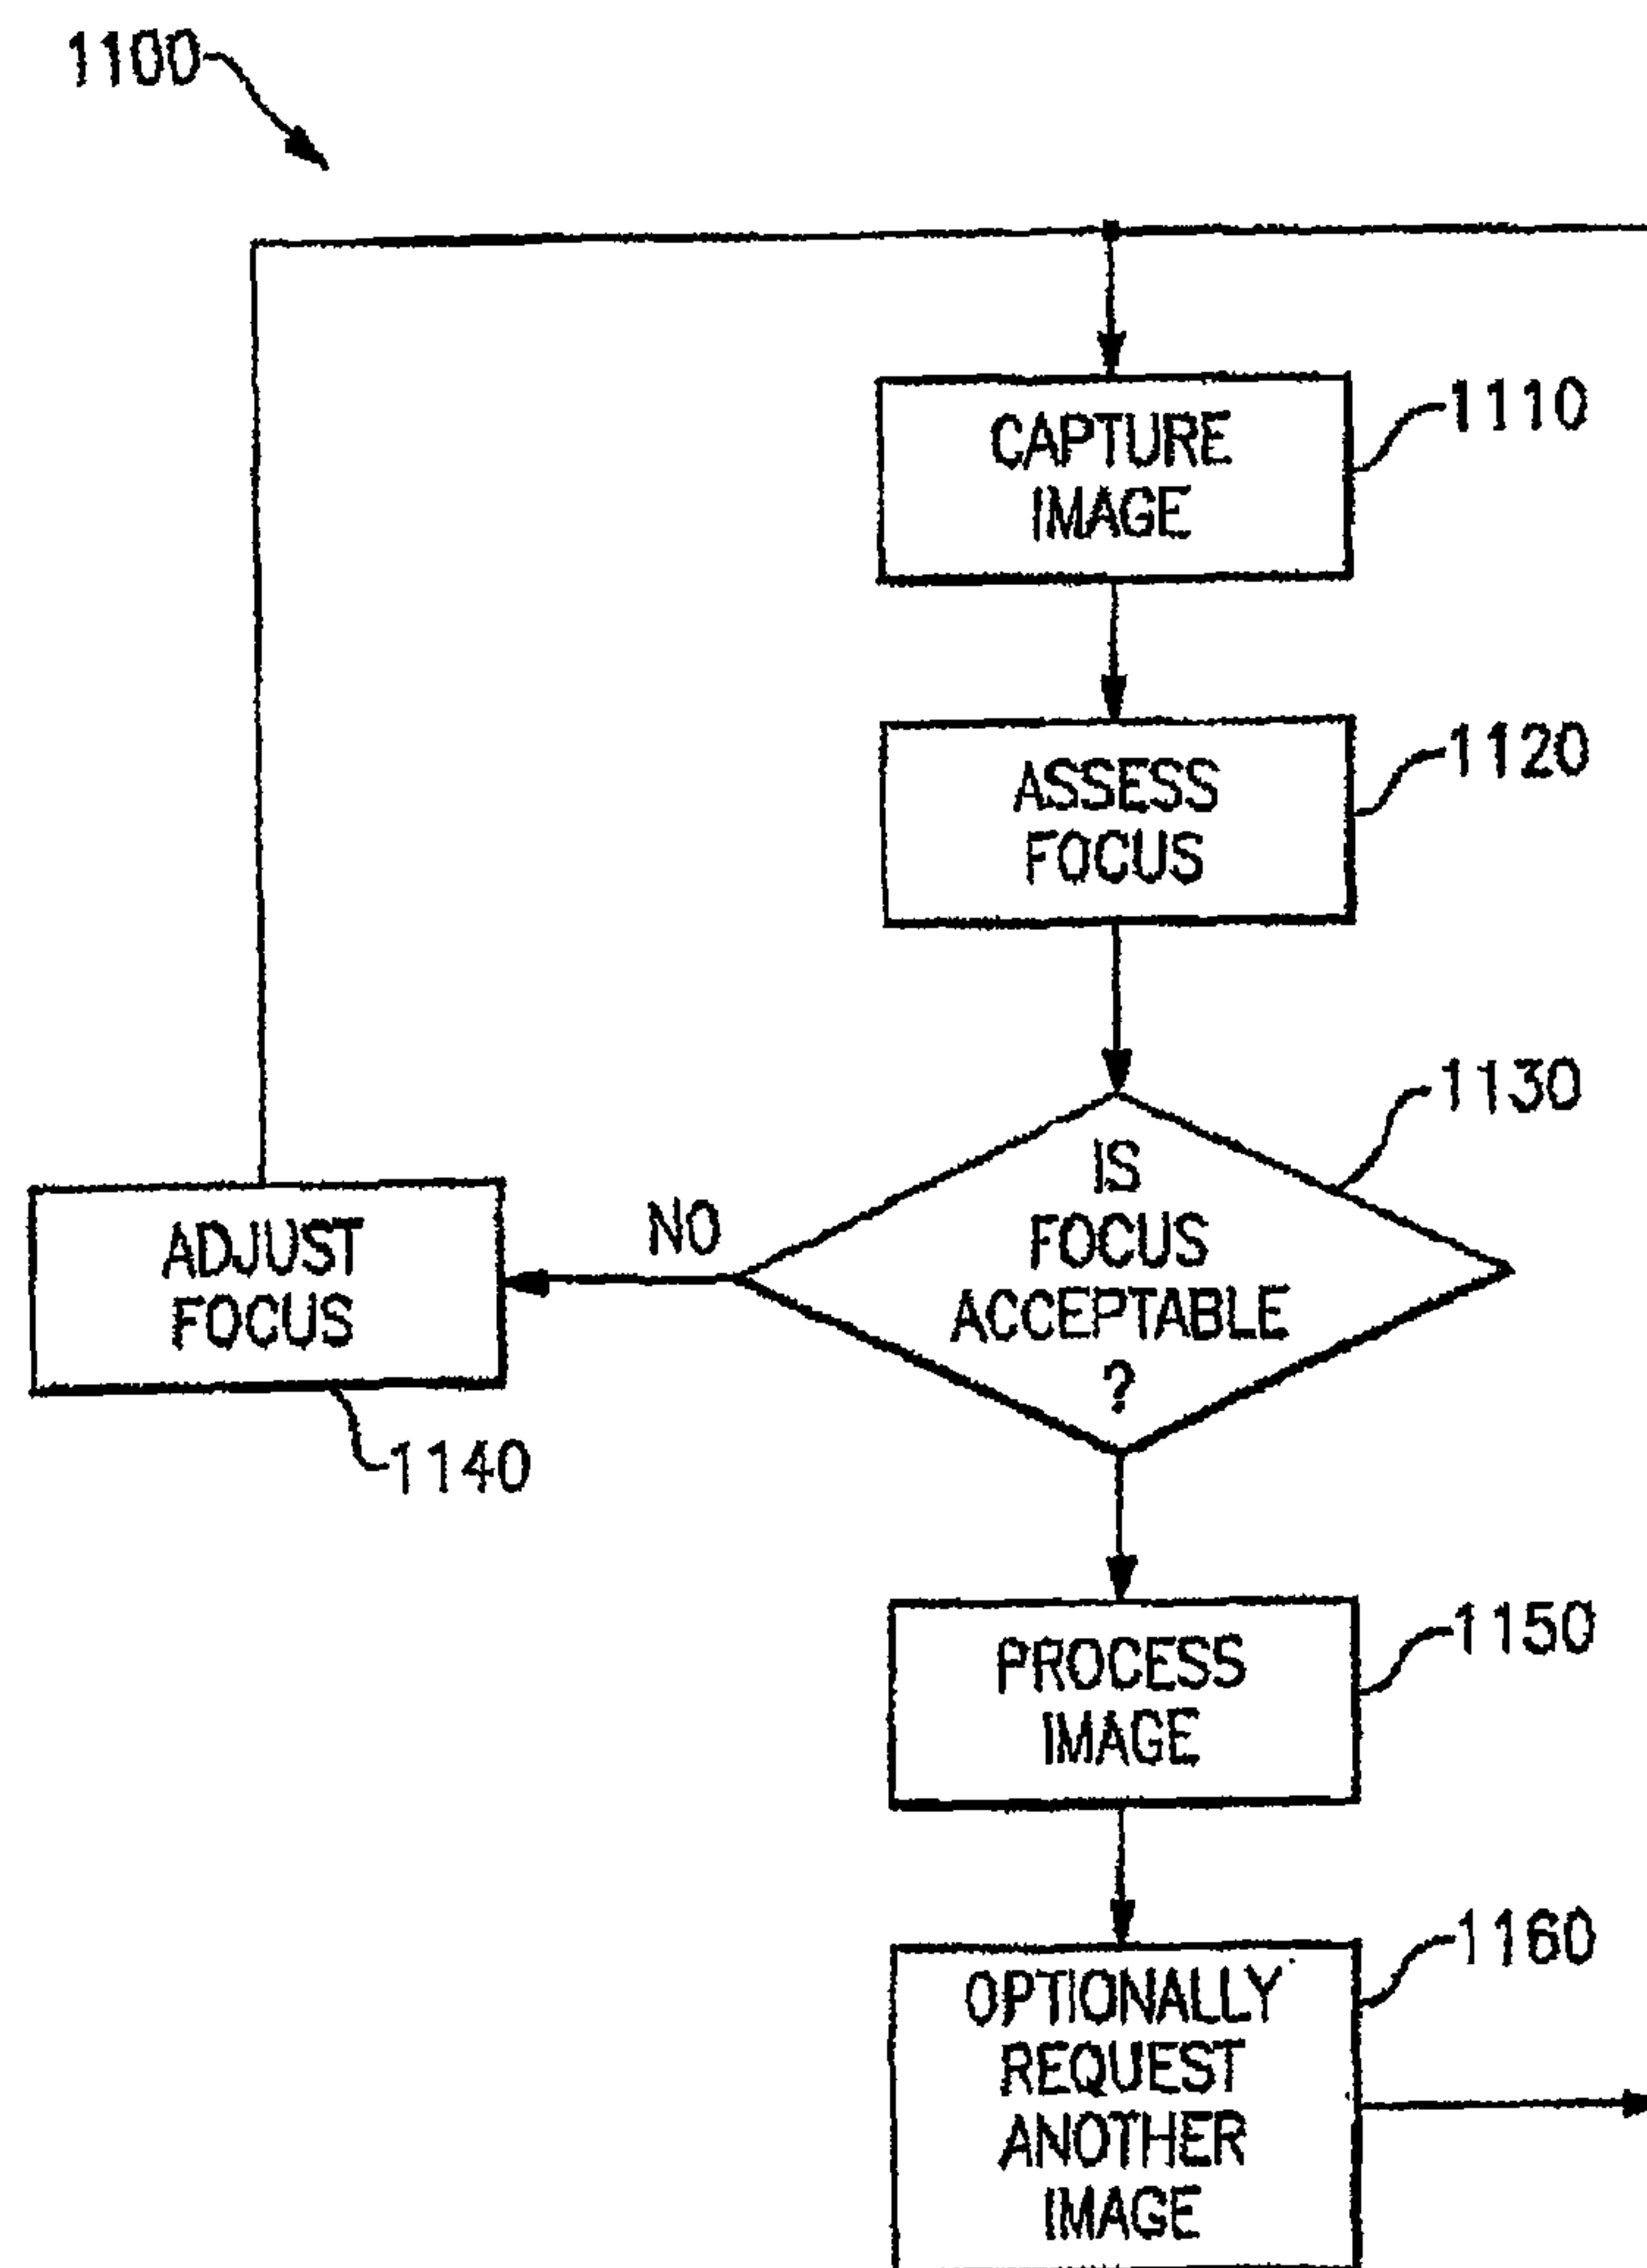 1100
CAPTURE
IMAGE
1110
ASSESS
FOCUS
1120
IS
FOCUS
ACCEPTABLE
?
1130
NO
ADJUST
FOCUS
1140
PROCESS
IMAGE
1150
OPTIONALLY
REQUEST
ANOTHER
IMAGE
1160